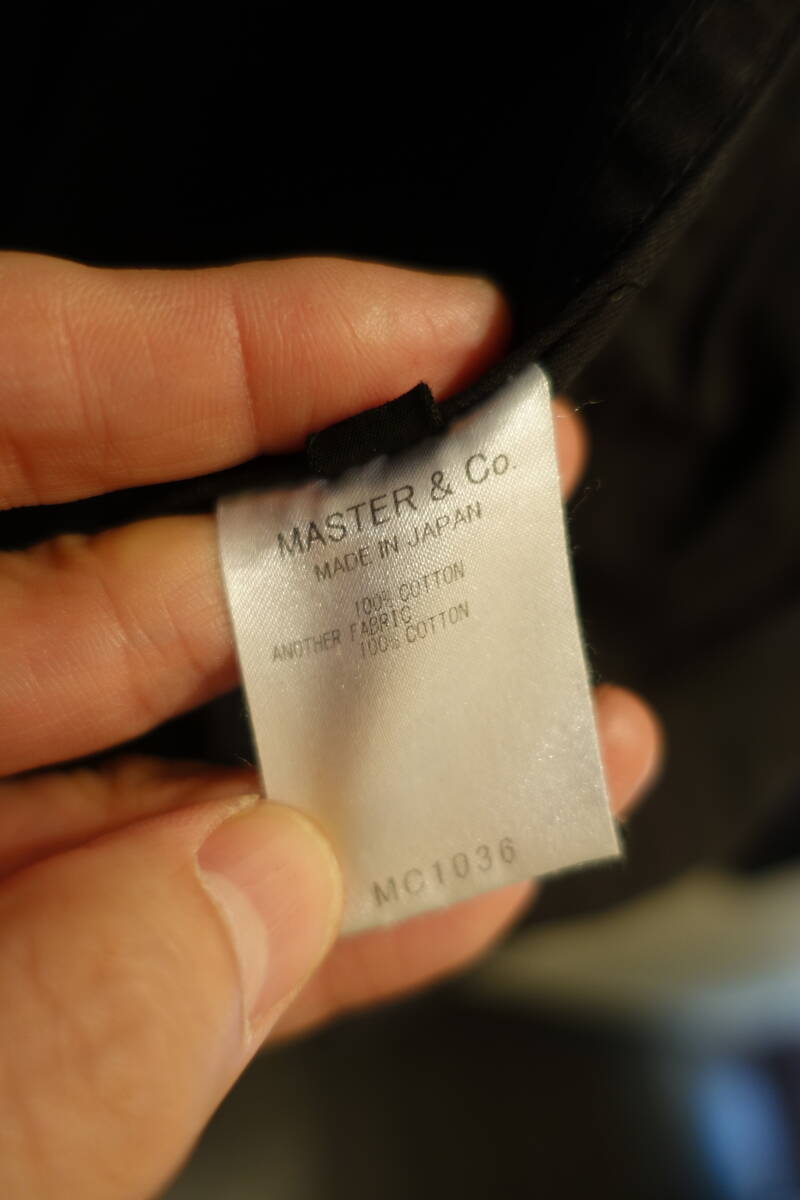 MASTER & Co.
MADE IN JAPAN
100% COTTON
ANOTHER FABRIC
100% COTTON
MC1036